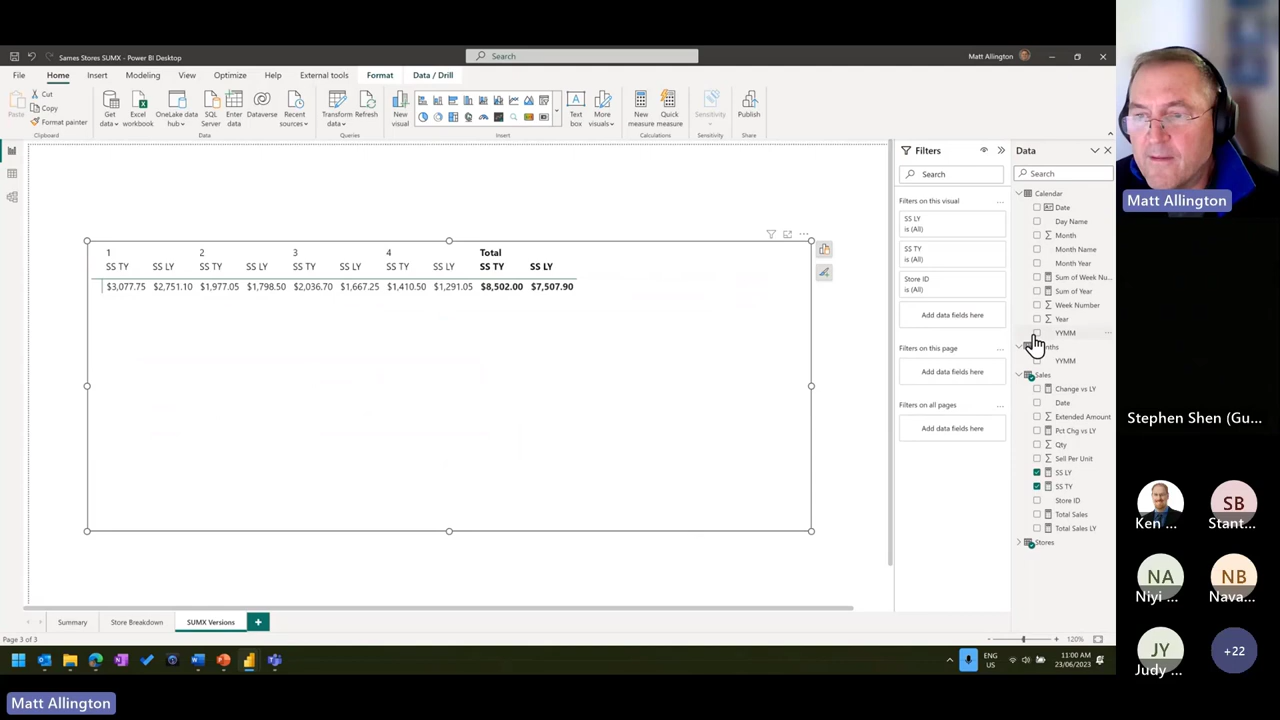 Sames Stores SUMX - Power BI Desktop
Search
Matt Allington
File Home Insert Modeling View Optimize Help External tools Format Data / Drill
Paste
Cut
Copy
Format painter
Clipboard
Get data
Excel workbook
OneLake data hub
SQL Server
Enter data
Dataverse
Recent sources
Data
Transform data
Refresh
Queries
New visual
Text box
More visuals
Insert
New measure
Quick measure
Calculations
Sensitivity
Sensitivity
Publish
Share
1 2 3 4 Total
SS TY SS LY SS TY SS LY SS TY SS LY SS TY SS LY SS TY SS LY
$3,077.75 $2,751.10 $1,977.05 $1,798.50 $2,036.70 $1,667.25 $1,410.50 $1,291.05 $8,502.00 $7,507.90
Filters
Search
Filters on this visual ...
SS LY
is (All)
SS TY
is (All)
Store ID
is (All)
Add data fields here
Filters on this page ...
Add data fields here
Filters on all pages ...
Add data fields here
Data
Search
Calendar
Date
Day Name
Month
Month Name
Month Year
Sum of Week Nu...
Sum of Year
Week Number
Year
YYMM
YYMM
Sales
Change vs LY
Date
Extended Amount
Pct Chg vs LY
Qty
Sell Per Unit
SS LY
SS TY
Store ID
Total Sales
Total Sales LY
Stores
Summary Store Breakdown SUMX Versions
Page 3 of 3
120%
ENG
US
11:00 AM
23/06/2023
Matt Allington
Matt Allington
Stephen Shen (Gu...
Ken ...
SB
Stant...
NA
Niyi ...
NB
Nava...
JY
Judy ...
+22